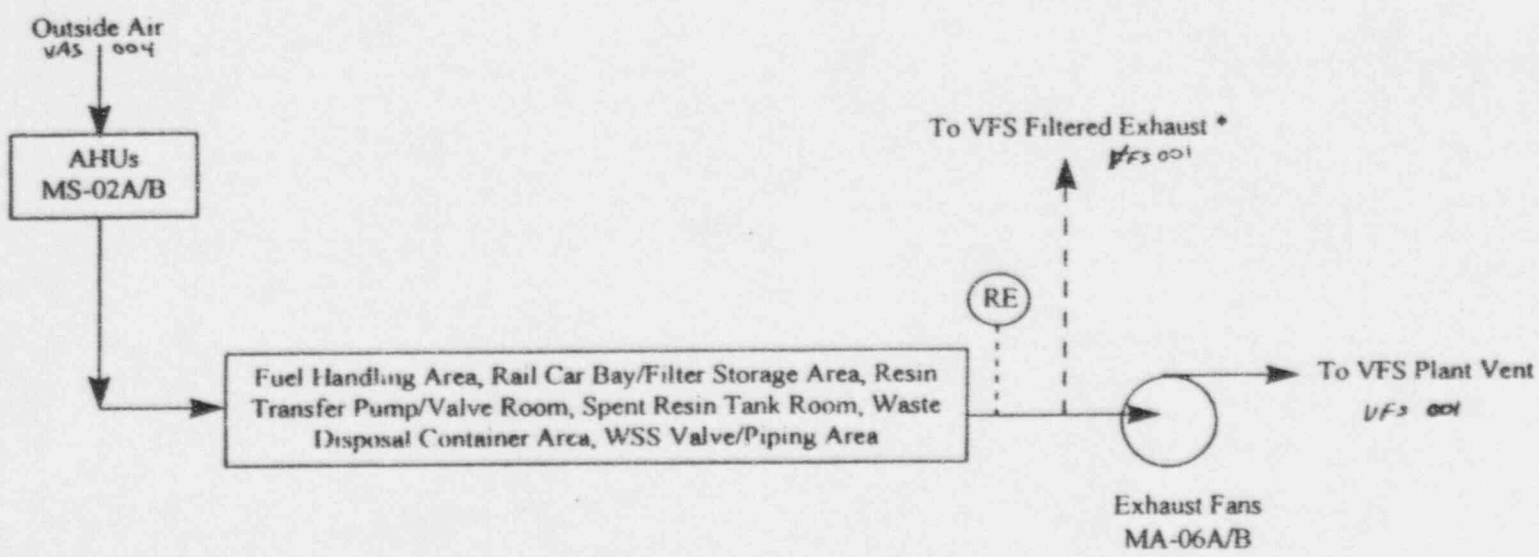 Outside Air
VAS 004
AHUs
MS-02A/B
To VFS Filtered Exhaust *
VFS 001
RE
Fuel Handling Area, Rail Car Bay/Filter Storage Area, Resin
Transfer Pump/Valve Room, Spent Resin Tank Room, Waste
Disposal Container Area, WSS Valve/Piping Area
To VFS Plant Vent
VFS 001
Exhaust Fans
MA-06A/B